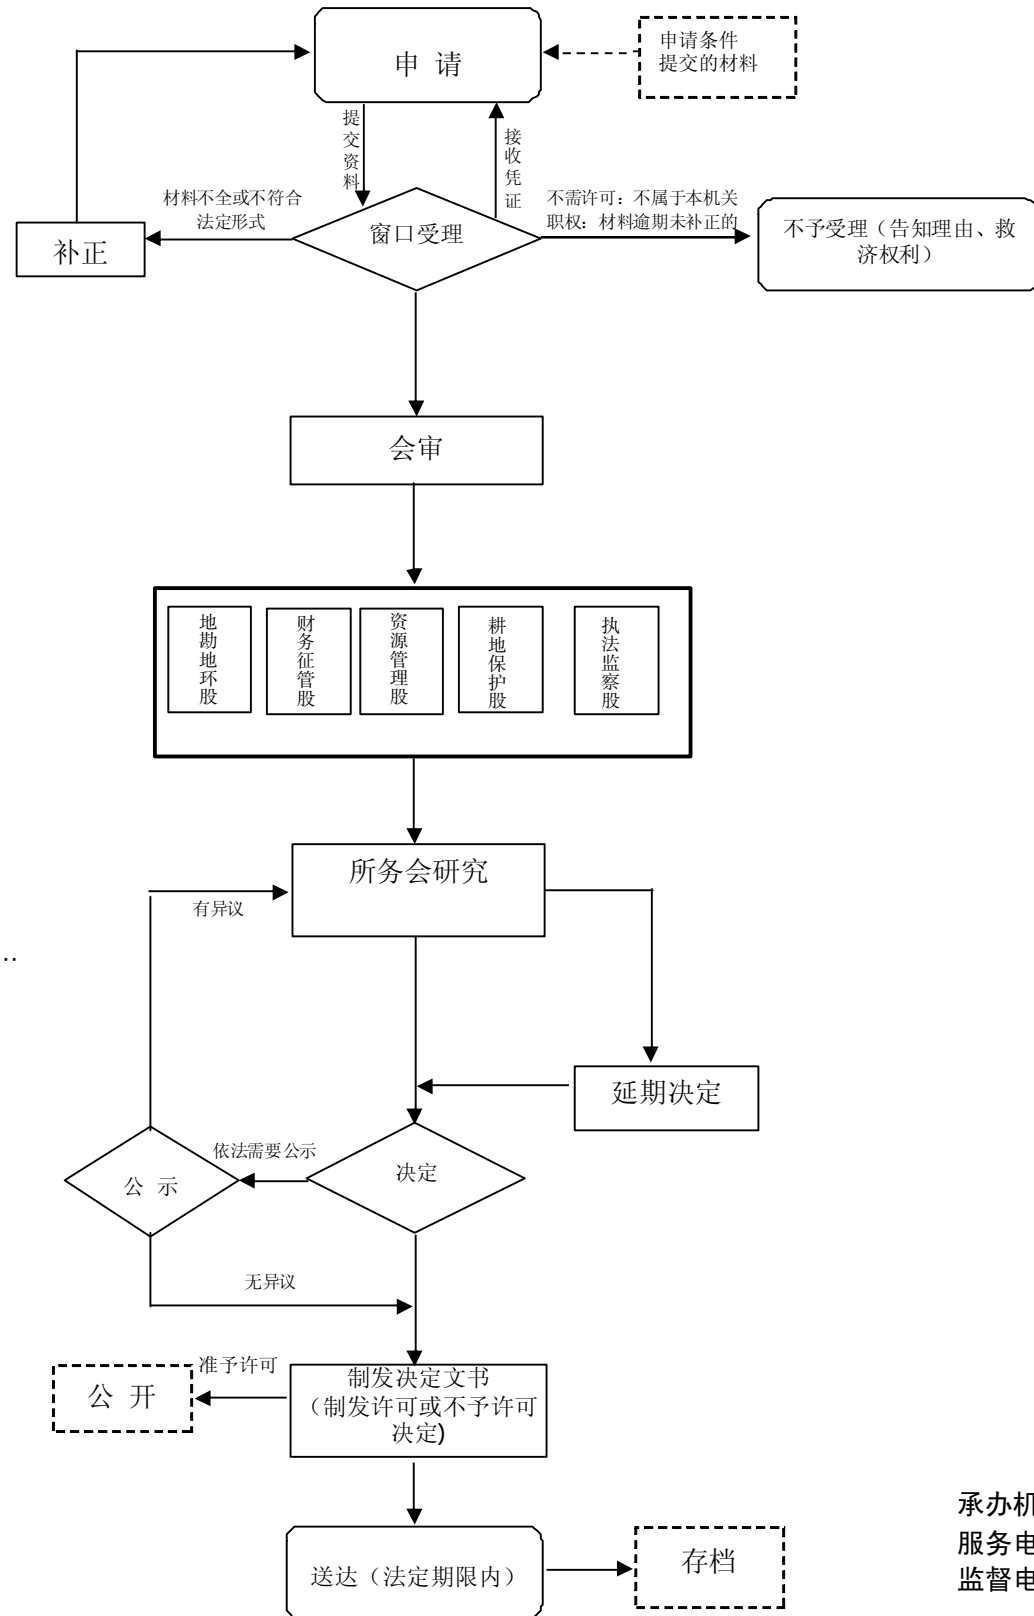 申 请
申请条件
提交的材料
提交资料
接收凭证
材料不全或不符合
法定形式
不需许可：不属于本机关
职权：材料逾期未补正的
补正
窗口受理
不予受理（告知理由、救
济权利）
会审
地勘地环股
财务征管股
资源管理股
耕地保护股
执法监察股
所务会研究
有异议
..
延期决定
依法需要公示
决定
公 示
无异议
准予许可
公 开
制发决定文书
（制发许可或不予许可
决定)
送达（法定期限内）
存档
承办机
服务电
监督电